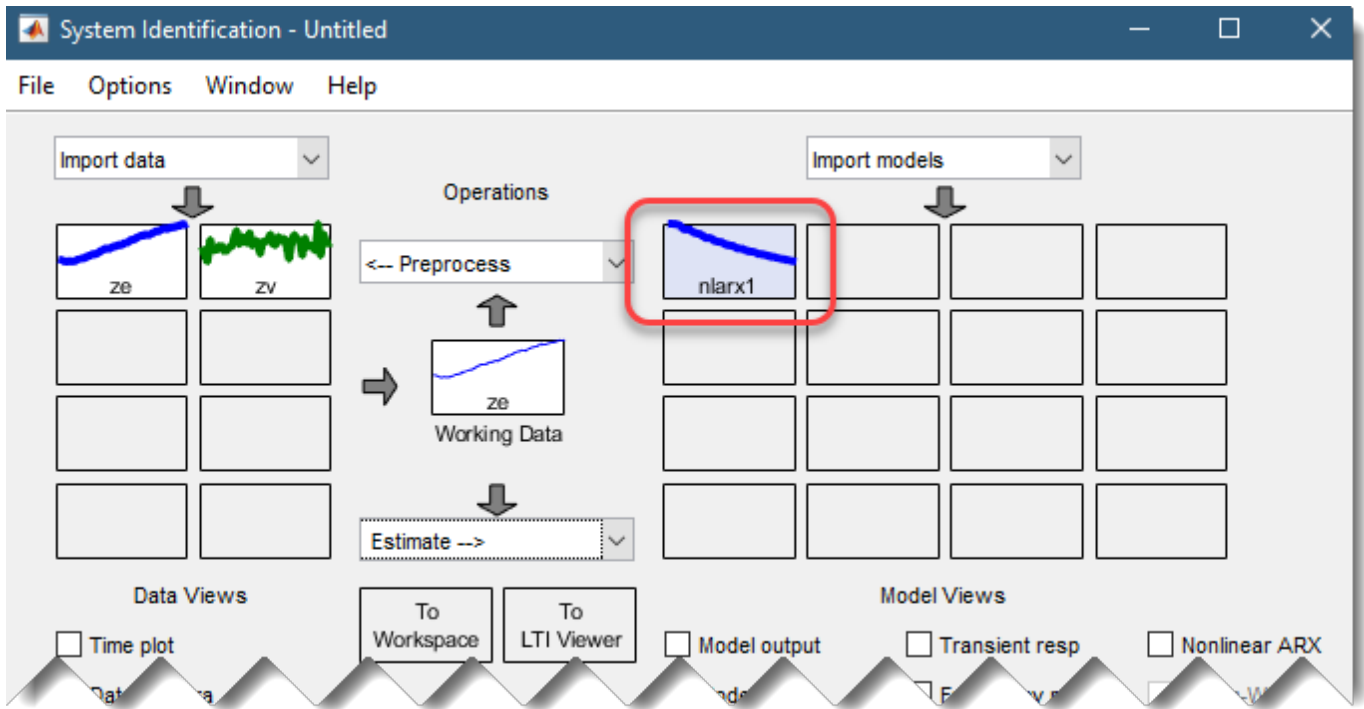 System Identification - Untitled
File Options Window Help
Import data
Import models
Operations
ze
zv
<-- Preprocess
nlarx1
ze
Working Data
Estimate -->
Data Views
To Workspace
To LTI Viewer
Model Views
Time plot
Model output
Transient resp
Nonlinear ARX